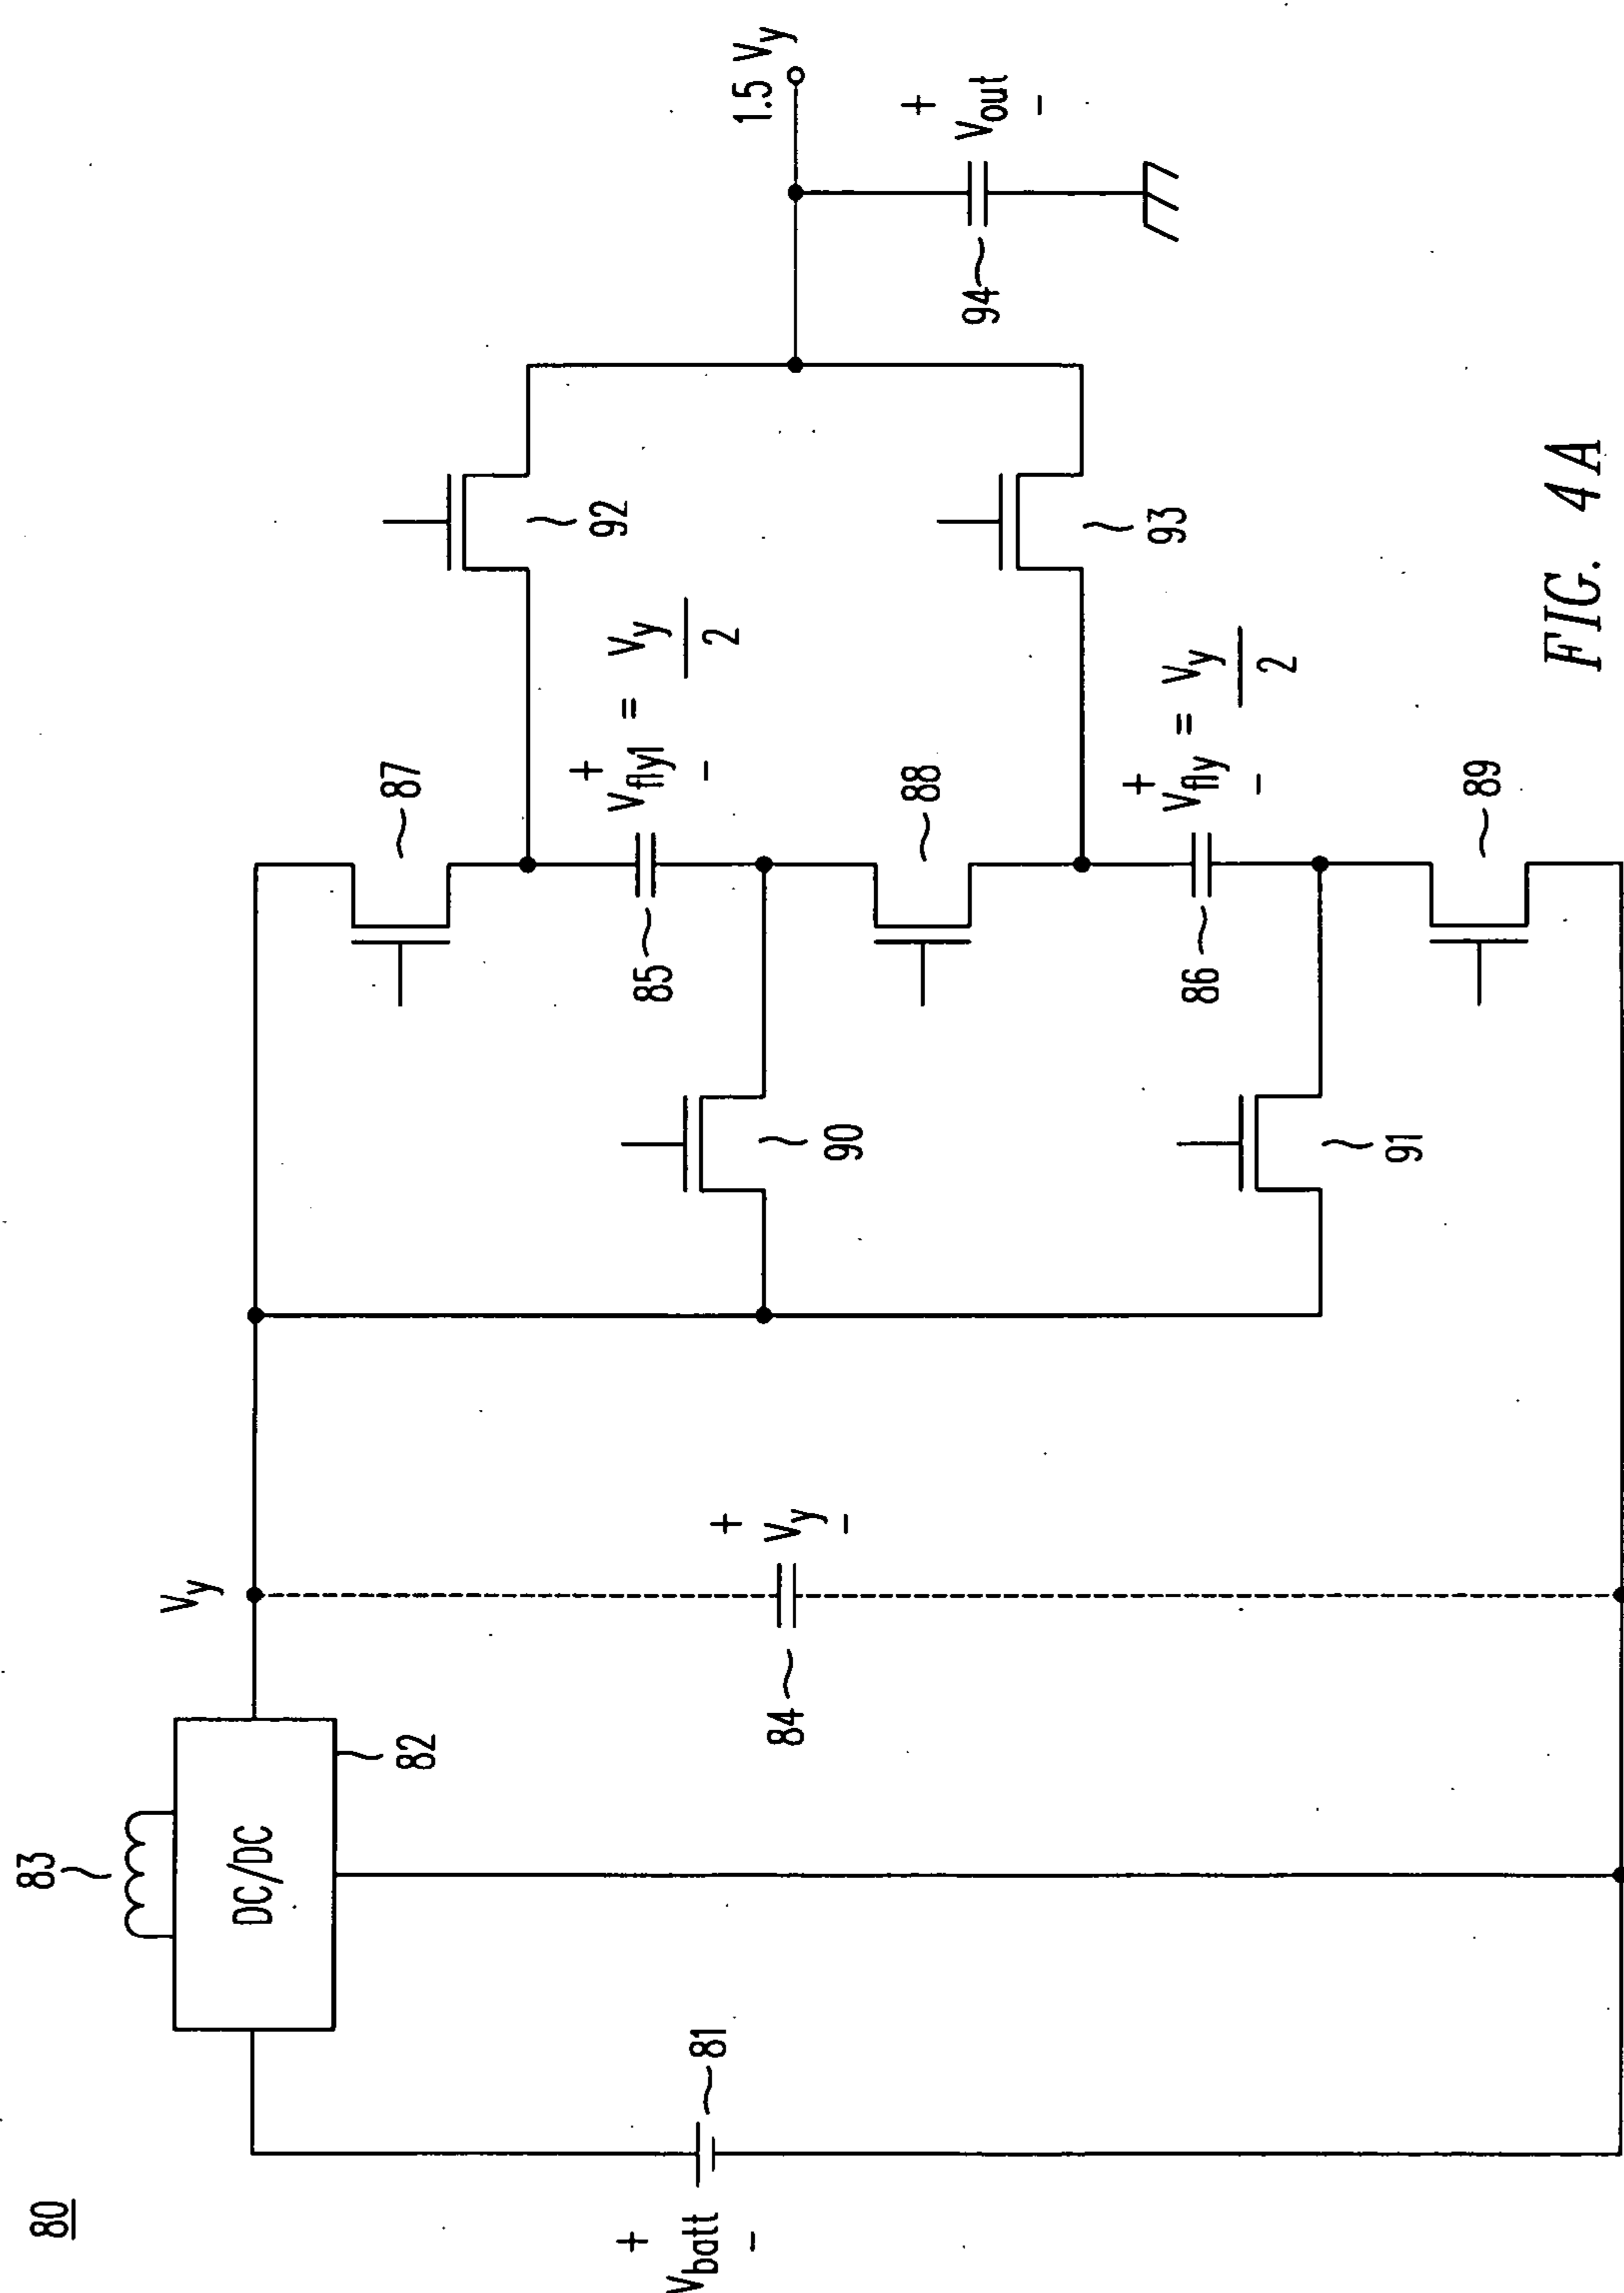 80
83
DC/DC
82
Vy
1.5 Vy
87
92
+
Vfly1 = Vy/2
-
85
90
88
+
Vbatt
-
81
84
+
Vy
-
94
+
Vout
-
93
+
Vfly = Vy/2
-
86
91
89
FIG. 4A